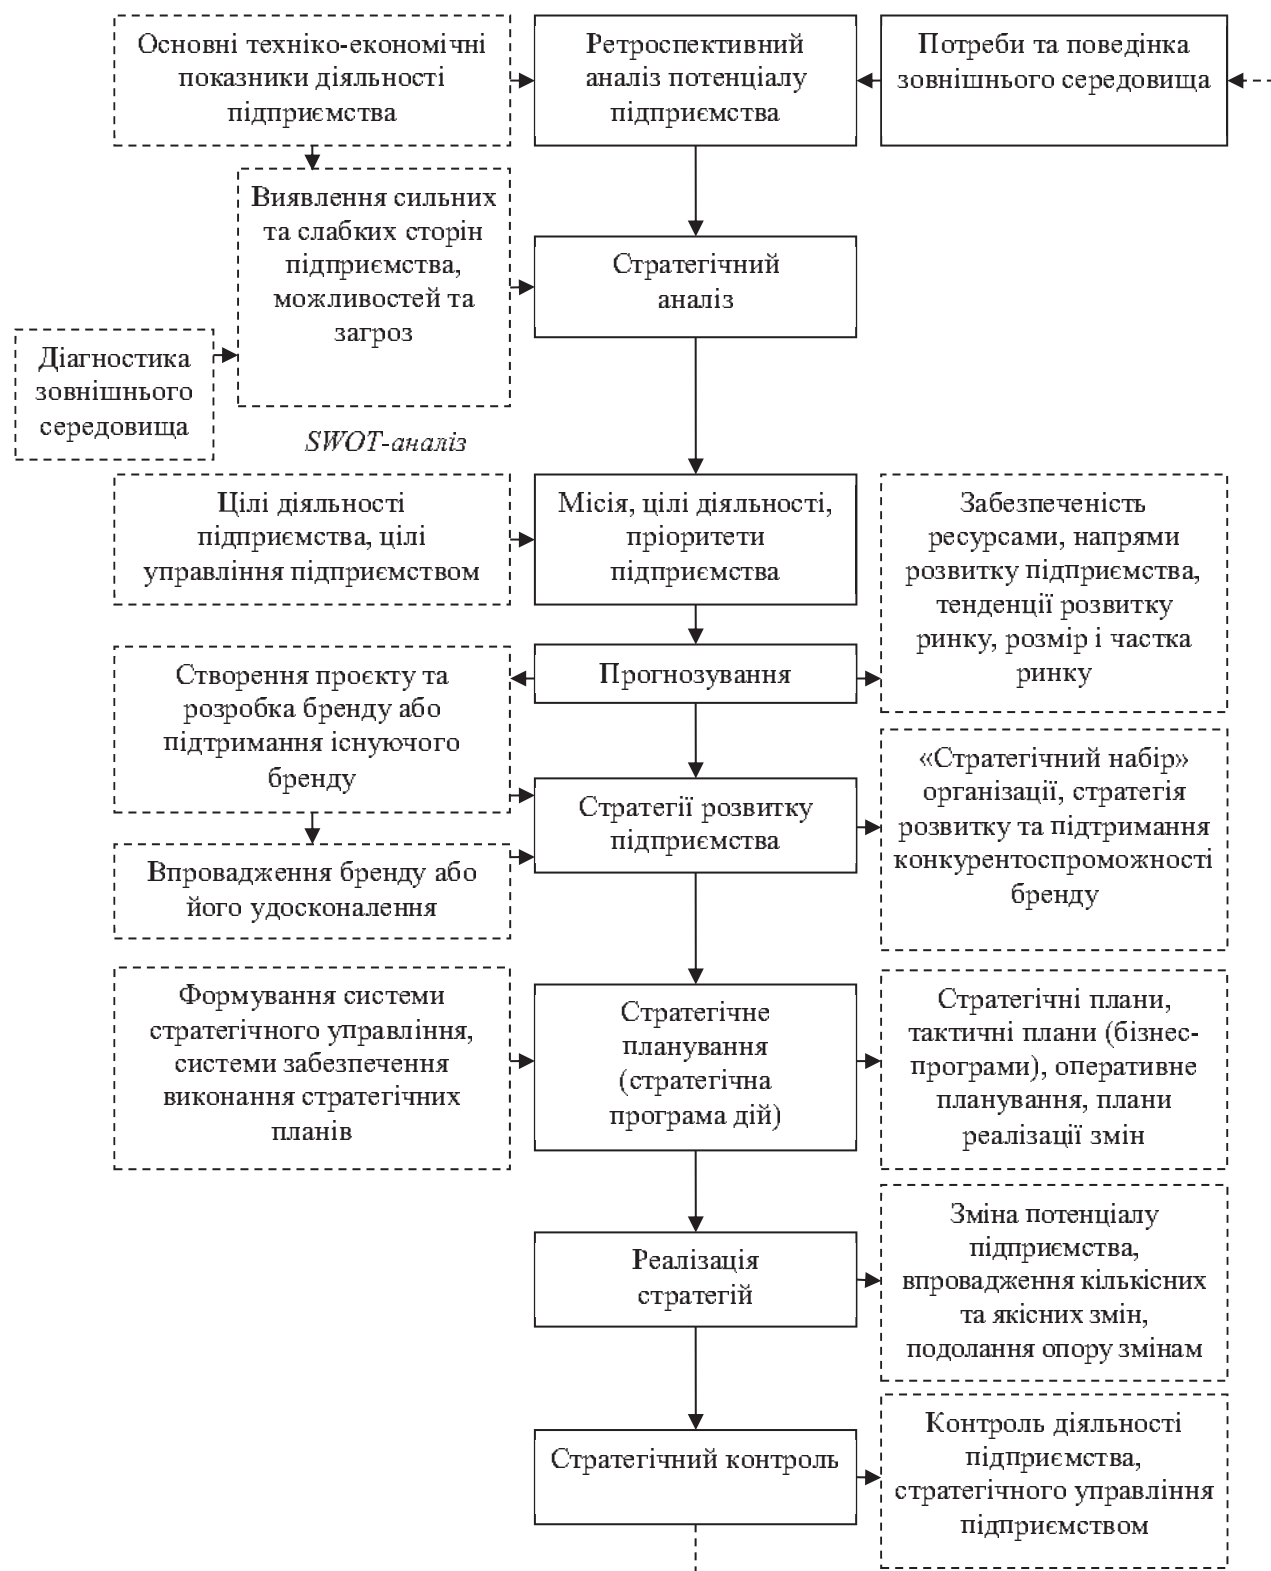 Основні техніко-економічні
показники діяльності
підприємства
Ретроспективний
аналіз потенціалу
підприємства
Потреби та поведінка
зовнішнього середовища
Виявлення сильних
та слабких сторін
підприємства,
можливостей та
загроз
Стратегічний
аналіз
Діагностика
зовнішнього
середовища
SWOT-аналіз
Цілі діяльності
підприємства, цілі
управління підприємством
Місія, цілі діяльності,
пріоритети
підприємства
Забезпеченість
ресурсами, напрями
розвитку підприємства,
тенденції розвитку
ринку, розмір і частка
ринку
Прогнозування
Створення проєкту та
розробка бренду або
підтримання існуючого
бренду
Стратегії розвитку
підприємства
«Стратегічний набір»
організації, стратегія
розвитку та підтримання
конкурентоспроможності
бренду
Впровадження бренду або
його удосконалення
Формування системи
стратегічного управління,
системи забезпечення
виконання стратегічних
планів
Стратегічне
планування
(стратегічна
програма дій)
Стратегічні плани,
тактичні плани (бізнес-
програми), оперативне
планування, плани
реалізації змін
Реалізація
стратегій
Зміна потенціалу
підприємства,
впровадження кількісних
та якісних змін,
подолання опору змінам
Стратегічний контроль
Контроль діяльності
підприємства,
стратегічного управління
підприємством